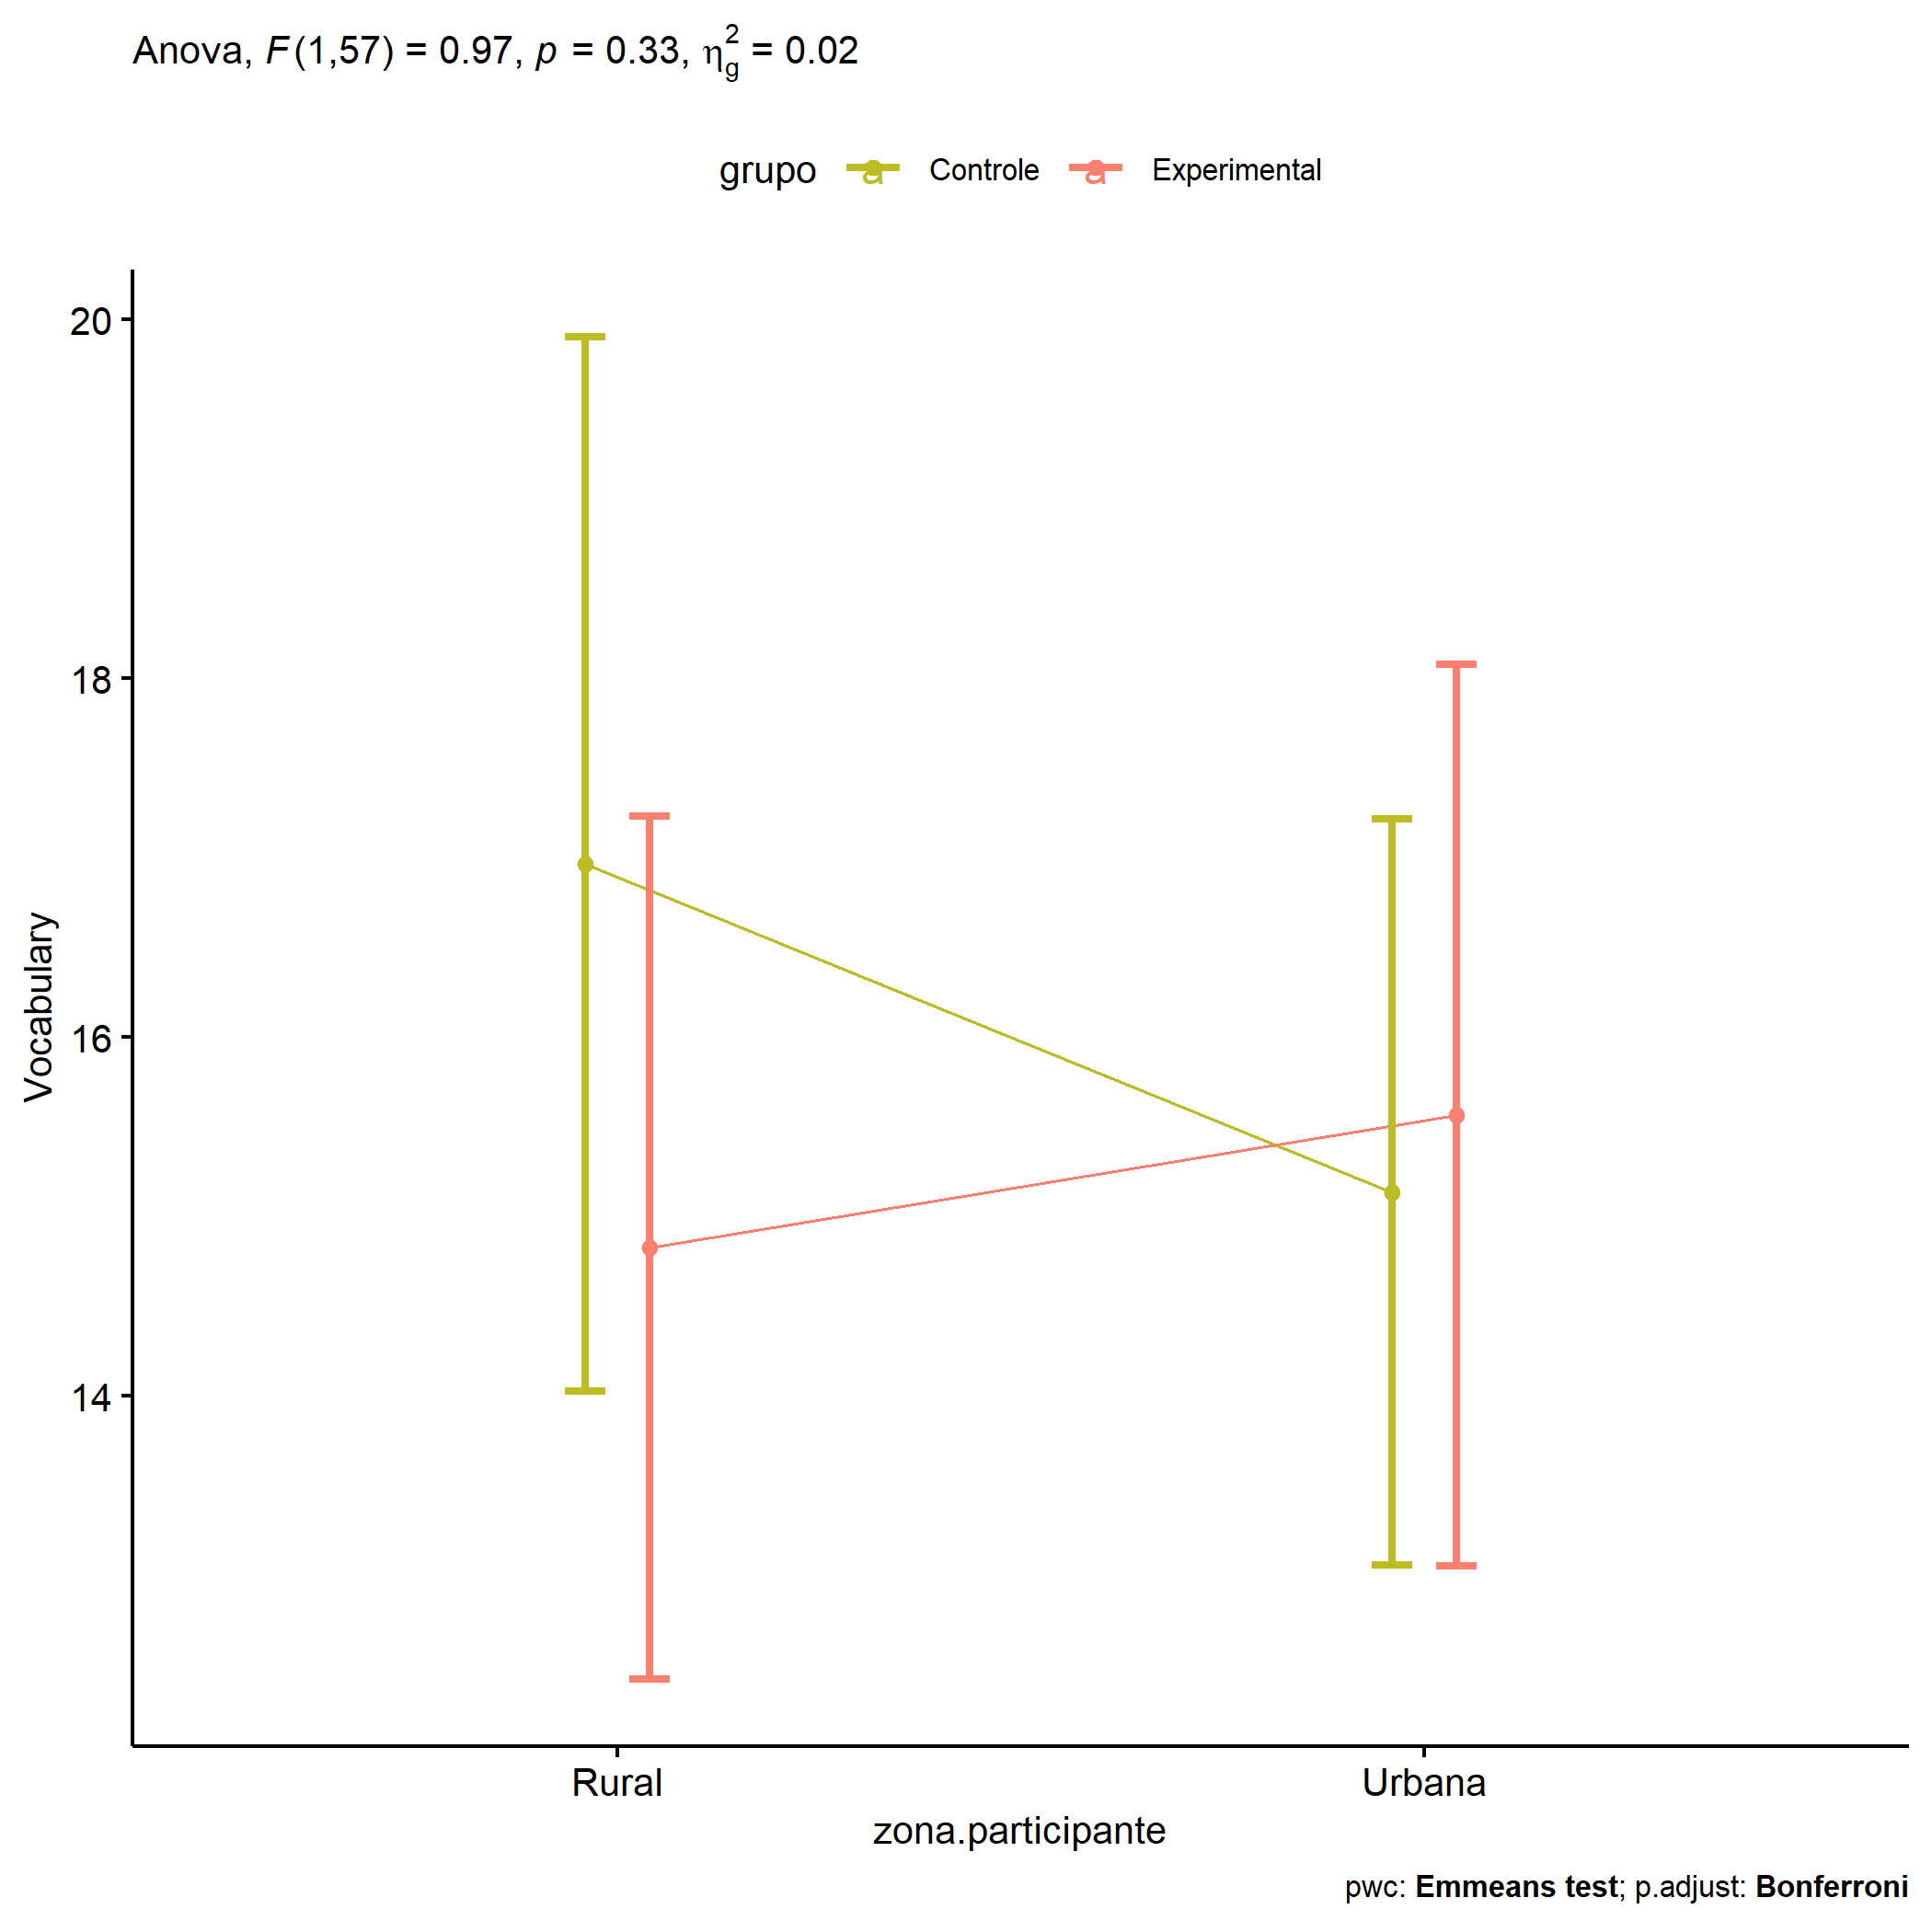 Anova, F(1,57) = 0.97, p = 0.33, η²g = 0.02
grupo a Controle a Experimental
20
18
16
14
Vocabulary
Rural Urbana
zona.participante
pwc: Emmeans test; p.adjust: Bonferroni